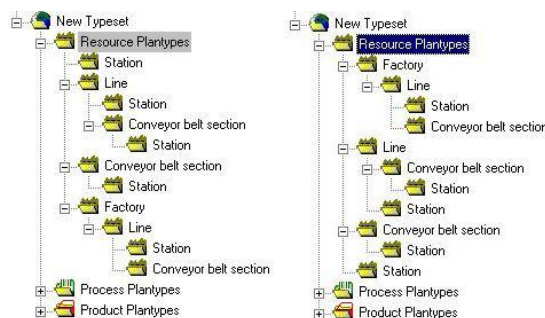 New Typeset
Resource Plantypes
Station
Line
Station
Conveyor belt section
Station
Conveyor belt section
Station
Factory
Line
Station
Conveyor belt section
Process Plantypes
Product Plantypes
New Typeset
Resource Plantypes
Factory
Line
Station
Conveyor belt section
Line
Conveyor belt section
Station
Station
Conveyor belt section
Station
Station
Process Plantypes
Product Plantypes